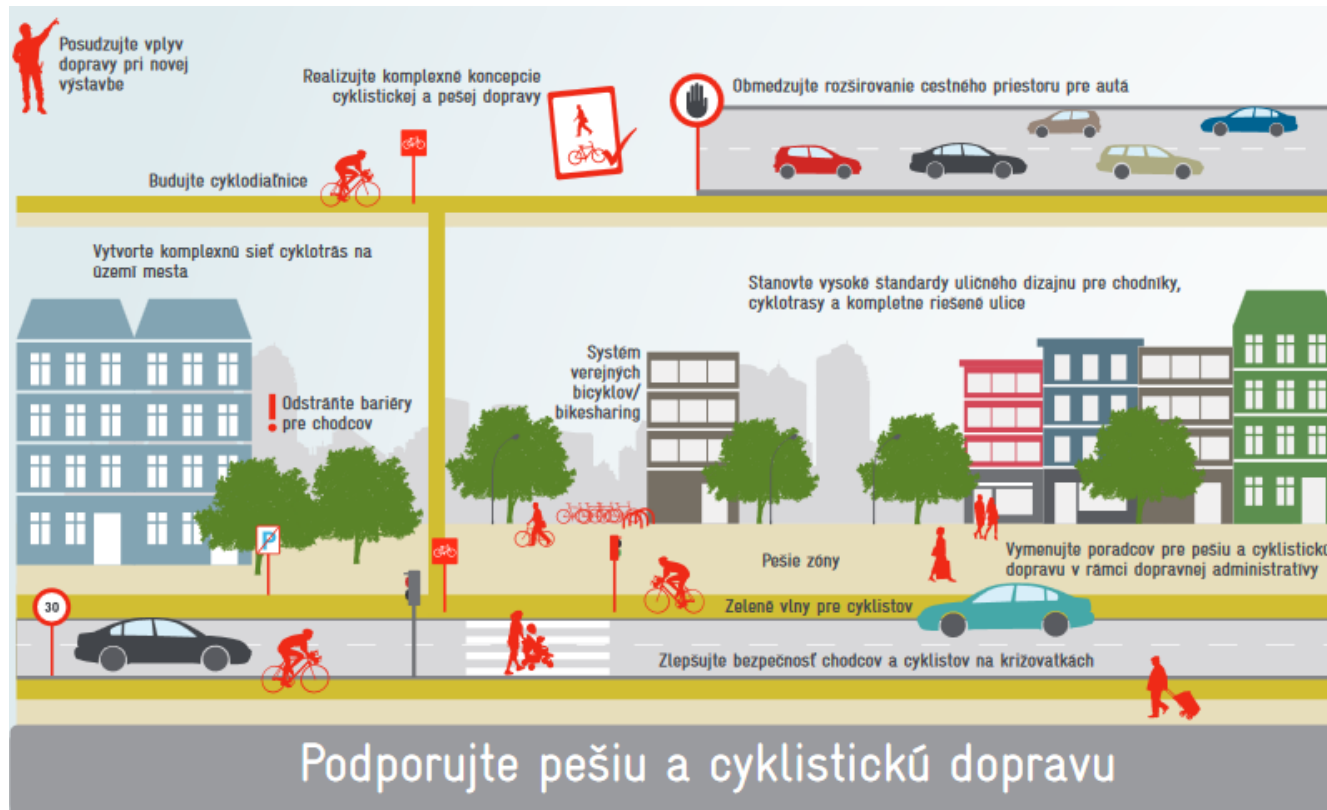 Posudzujte vplyv
dopravy pri novej
výstavbe
Realizujte komplexné koncepcie
cyklistickej a pešej dopravy
Obmedzujte rozširovanie cestného priestoru pre autá
Budujte cyklodiaľnice
Vytvorte komplexnú sieť cyklotrás na
území mesta
Stanovte vysoké štandardy uličného dizajnu pre chodníky,
cyklotrasy a kompletne riešené ulice
Systém
verejných
bicyklov/
bikesharing
! Odstráňte bariéry
pre chodcov
P
Pešie zóny
Vymenujte poradcov pre pešiu a cyklistickú
dopravu v rámci dopravnej administratívy
30
Zelené vlny pre cyklistov
Zlepšujte bezpečnosť chodcov a cyklistov na križovatkách
Podporujte pešiu a cyklistickú dopravu